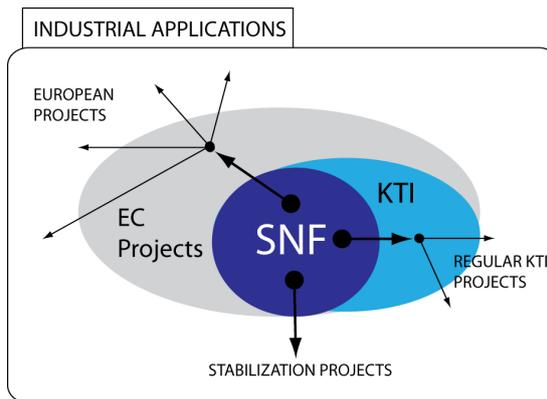 INDUSTRIAL APPLICATIONS
EUROPEAN
PROJECTS
KTI
EC
Projects
SNF
REGULAR KTI
PROJECTS
STABILIZATION PROJECTS